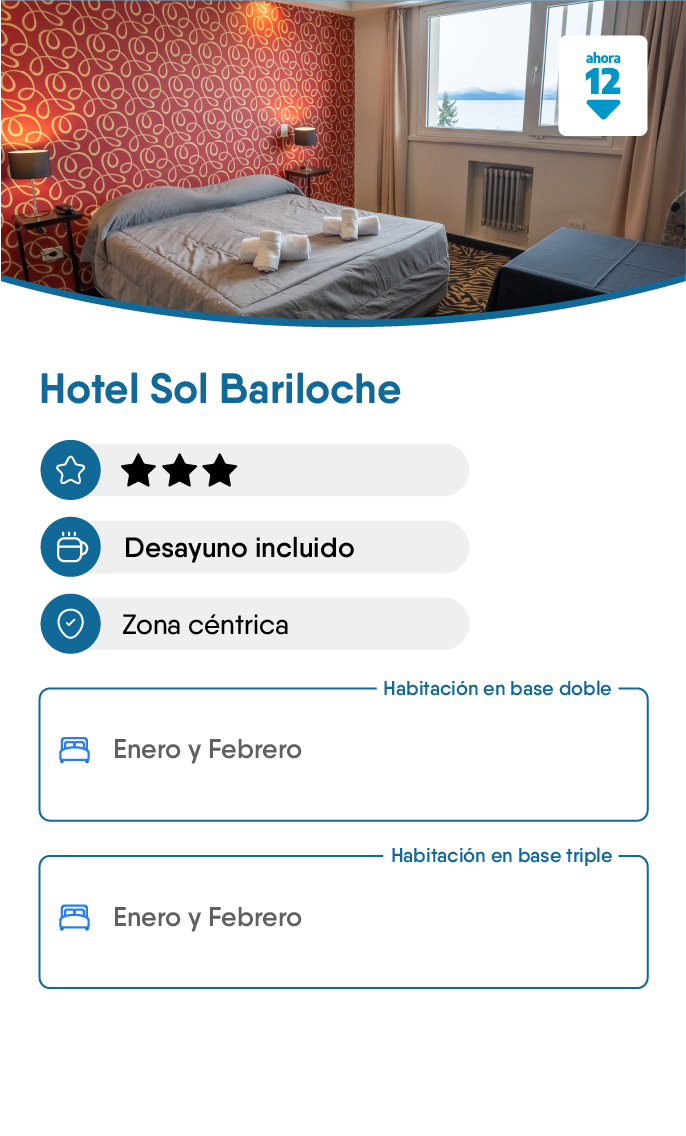 ahora
12
Hotel Sol Bariloche
Desayuno incluido
Zona céntrica
Habitación en base doble
Enero y Febrero
Habitación en base triple
Enero y Febrero